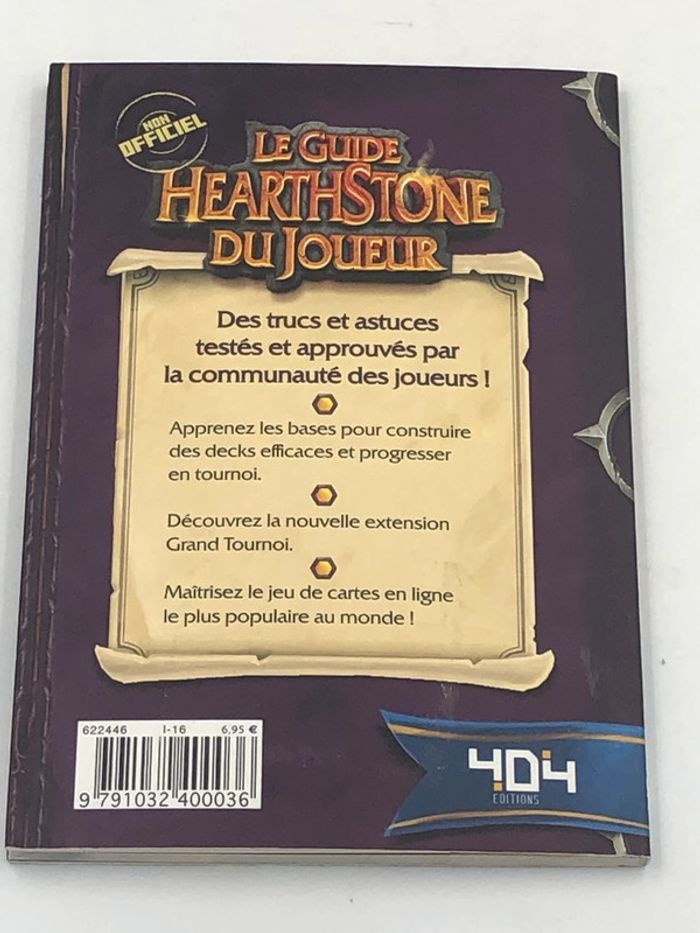 NON
OFFICIEL
LE GUIDE
HEARTHSTONE
DU JOUEUR
Des trucs et astuces
testés et approuvés par
la communauté des joueurs !
Apprenez les bases pour construire
des decks efficaces et progresser
en tournoi.
Découvrez la nouvelle extension
Grand Tournoi.
Maîtrisez le jeu de cartes en ligne
le plus populaire au monde !
622446 I-16 6,95 €
9 791032 400036
404
EDITIONS